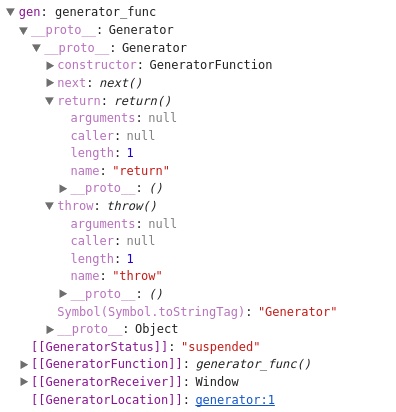 gen: generator_func
__proto__: Generator
__proto__: Generator
constructor: GeneratorFunction
next: next()
return: return()
arguments: null
caller: null
length: 1
name: "return"
__proto__: ()
throw: throw()
arguments: null
caller: null
length: 1
name: "throw"
__proto__: ()
Symbol(Symbol.toStringTag): "Generator"
__proto__: Object
[[GeneratorStatus]]: "suspended"
[[GeneratorFunction]]: generator_func()
[[GeneratorReceiver]]: Window
[[GeneratorLocation]]: generator:1